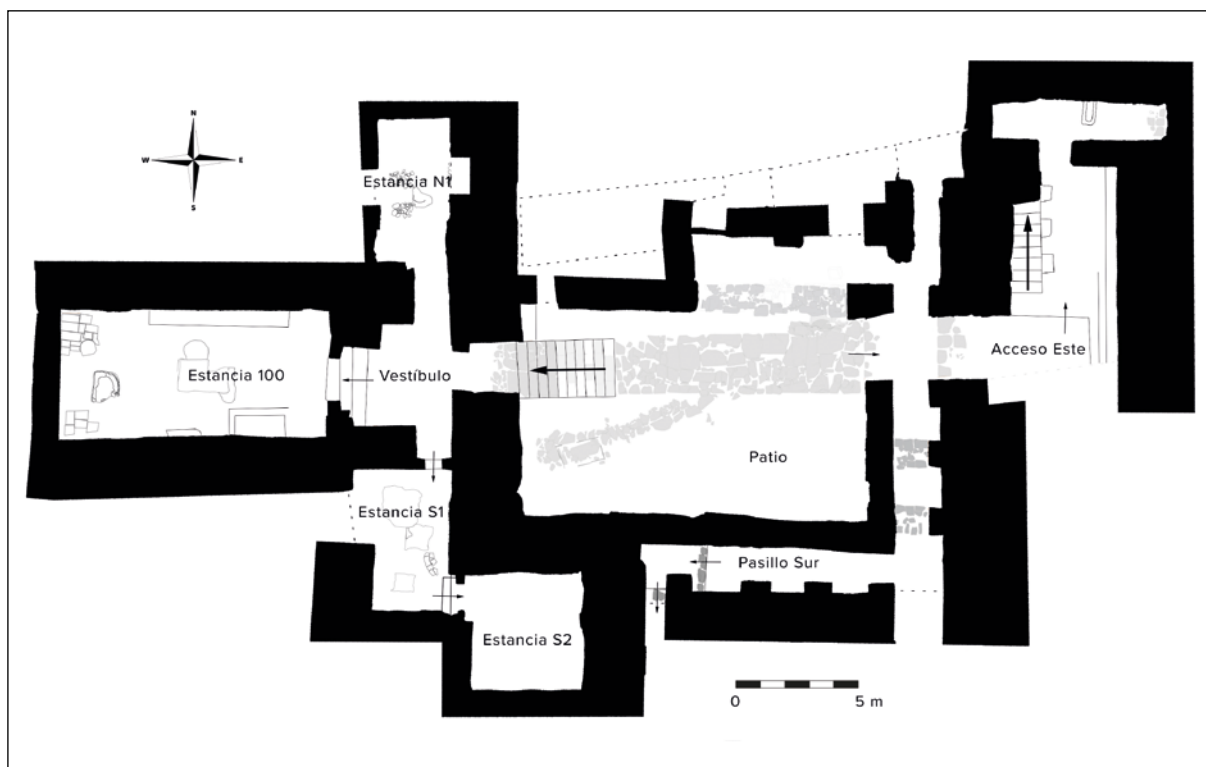 N
W E
S
Estancia N1
Estancia 100
Vestíbulo
Acceso Este
Patio
Estancia S1
Pasillo Sur
Estancia S2
0 5 m